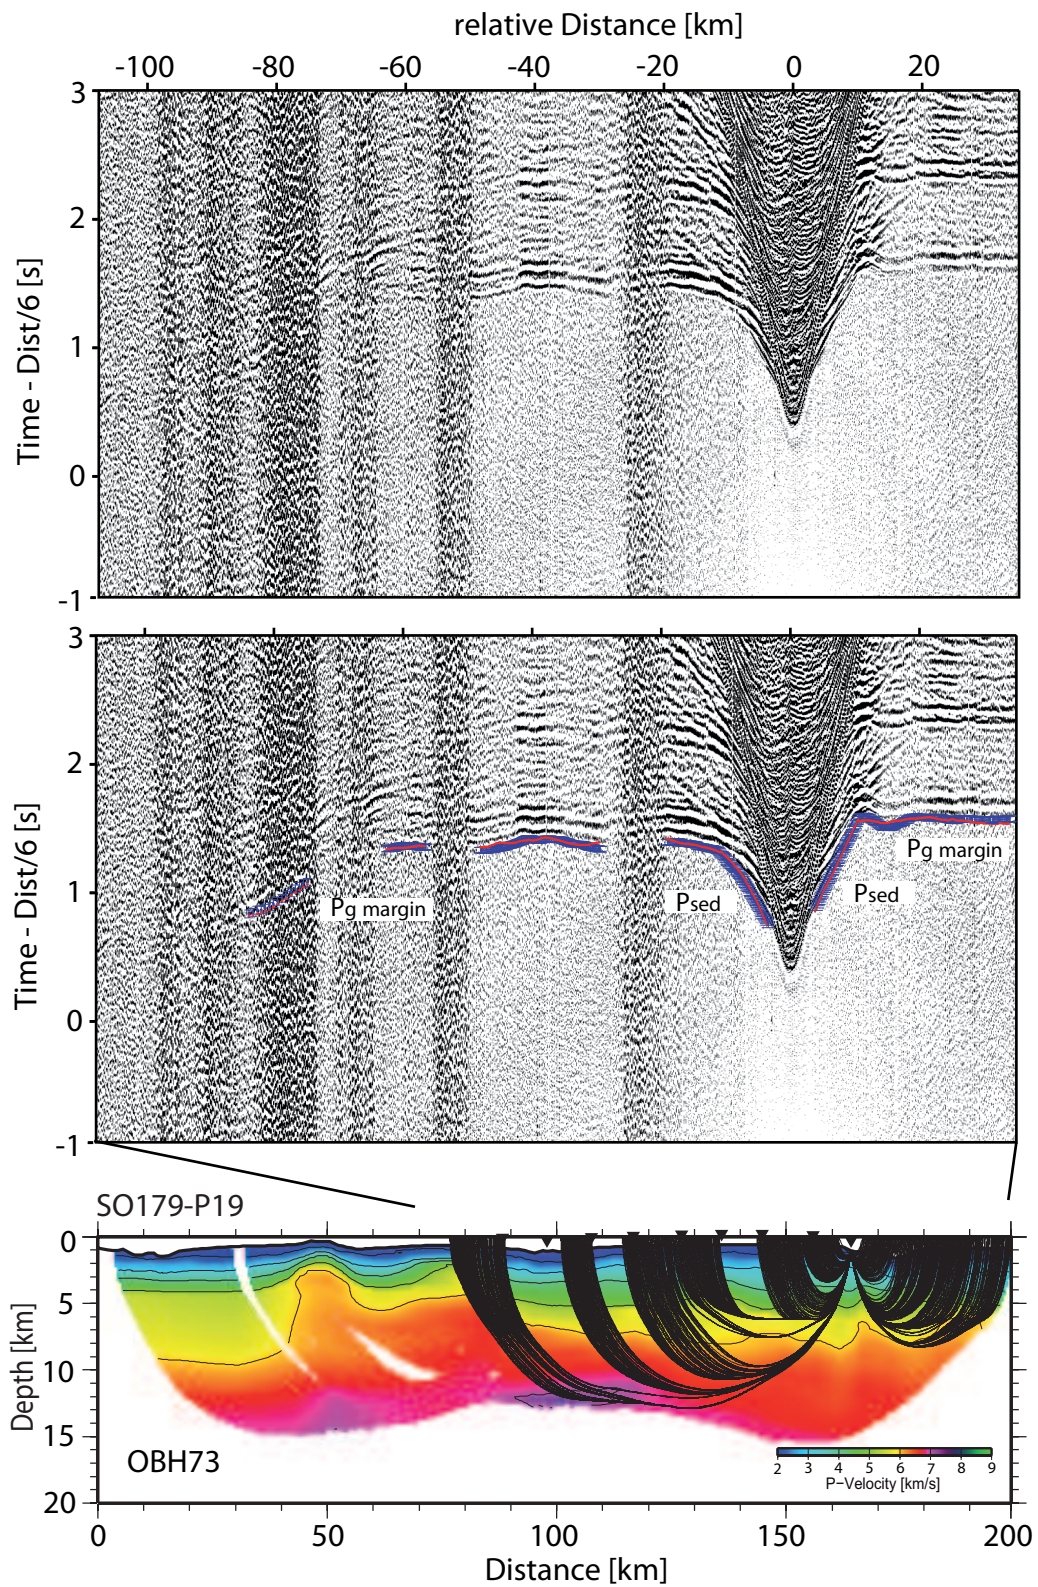 relative Distance [km]
-100 -80 -60 -40 -20 0 20
3
2
1
0
-1
Time - Dist/6 [s]
3
2
1
0
-1
Time - Dist/6 [s]
Pg margin
Psed
Psed
Pg margin
SO179-P19
0
5
10
15
20
Depth [km]
OBH73
2 3 4 5 6 7 8 9
P-Velocity [km/s]
0 50 100 150 200
Distance [km]